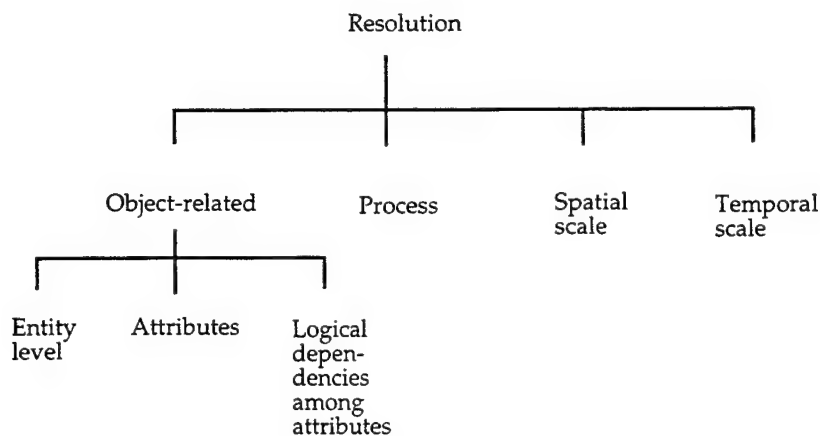 Resolution
Object-related
Process
Spatial
scale
Temporal
scale
Entity
level
Attributes
Logical
depen-
dencies
among
attributes